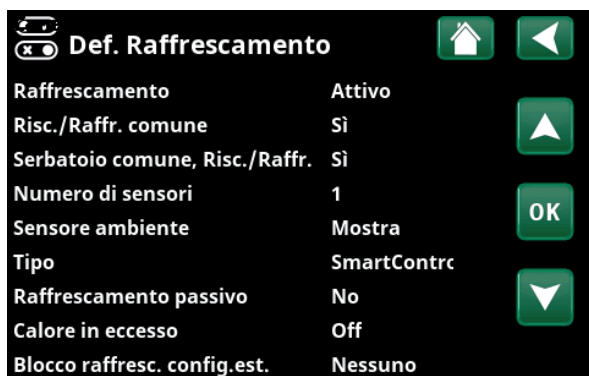 Def. Raffrescamento
Raffrescamento Attivo
Risc./Raffr. comune Sì
Serbatoio comune, Risc./Raffr. Sì
Numero di sensori 1
Sensore ambiente Mostra
OK
Tipo SmartContrc
Raffrescamento passivo No
Calore in eccesso Off
Blocco raffresc. config.est. Nessuno